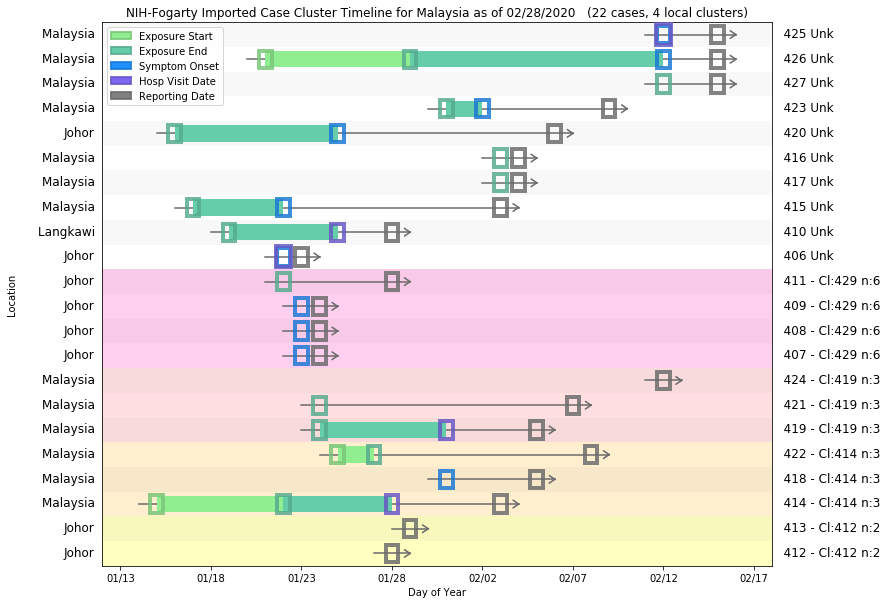 NIH-Fogarty Imported Case Cluster Timeline for Malaysia as of 02/28/2020 (22 cases, 4 local clusters)
Exposure Start
Exposure End
Symptom Onset
Hosp Visit Date
Reporting Date
Malaysia 425 Unk
Malaysia 426 Unk
Malaysia 427 Unk
Malaysia 423 Unk
Johor 420 Unk
Malaysia 416 Unk
Malaysia 417 Unk
Malaysia 415 Unk
Langkawi 410 Unk
Johor 406 Unk
Johor 411 - Cl:429 n:6
Johor 409 - Cl:429 n:6
Johor 408 - Cl:429 n:6
Johor 407 - Cl:429 n:6
Malaysia 424 - Cl:419 n:3
Malaysia 421 - Cl:419 n:3
Malaysia 419 - Cl:419 n:3
Malaysia 422 - Cl:414 n:3
Malaysia 418 - Cl:414 n:3
Malaysia 414 - Cl:414 n:3
Johor 413 - Cl:412 n:2
Johor 412 - Cl:412 n:2
Location
01/13 01/18 01/23 01/28 02/02 02/07 02/12 02/17
Day of Year